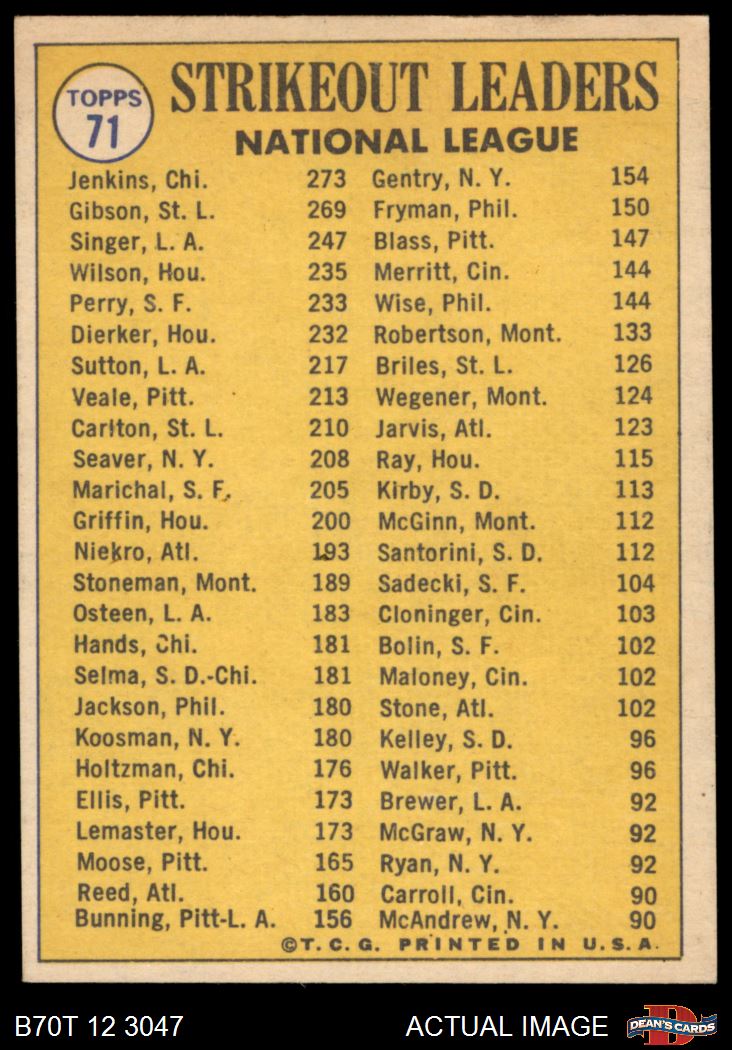 TOPPS
71
STRIKEOUT LEADERS
NATIONAL LEAGUE
Jenkins, Chi. 273 Gentry, N. Y. 154
Gibson, St. L. 269 Fryman, Phil. 150
Singer, L. A. 247 Blass, Pitt. 147
Wilson, Hou. 235 Merritt, Cin. 144
Perry, S. F. 233 Wise, Phil. 144
Dierker, Hou. 232 Robertson, Mont. 133
Sutton, L. A. 217 Briles, St. L. 126
Veale, Pitt. 213 Wegener, Mont. 124
Carlton, St. L. 210 Jarvis, Atl. 123
Seaver, N. Y. 208 Ray, Hou. 115
Marichal, S. F. 205 Kirby, S. D. 113
Griffin, Hou. 200 McGinn, Mont. 112
Niekro, Atl. 193 Santorini, S. D. 112
Stoneman, Mont. 189 Sadecki, S. F. 104
Osteen, L. A. 183 Cloninger, Cin. 103
Hands, Chi. 181 Bolin, S. F. 102
Selma, S. D.-Chi. 181 Maloney, Cin. 102
Jackson, Phil. 180 Stone, Atl. 102
Koosman, N. Y. 180 Kelley, S. D. 96
Holtzman, Chi. 176 Walker, Pitt. 96
Ellis, Pitt. 173 Brewer, L. A. 92
Lemaster, Hou. 173 McGraw, N. Y. 92
Moose, Pitt. 165 Ryan, N. Y. 92
Reed, Atl. 160 Carroll, Cin. 90
Bunning, Pitt-L. A. 156 McAndrew, N. Y. 90
©T. C. G. PRINTED IN U. S. A.
B70T 12 3047 ACTUAL IMAGE
D
DEAN'S CARDS